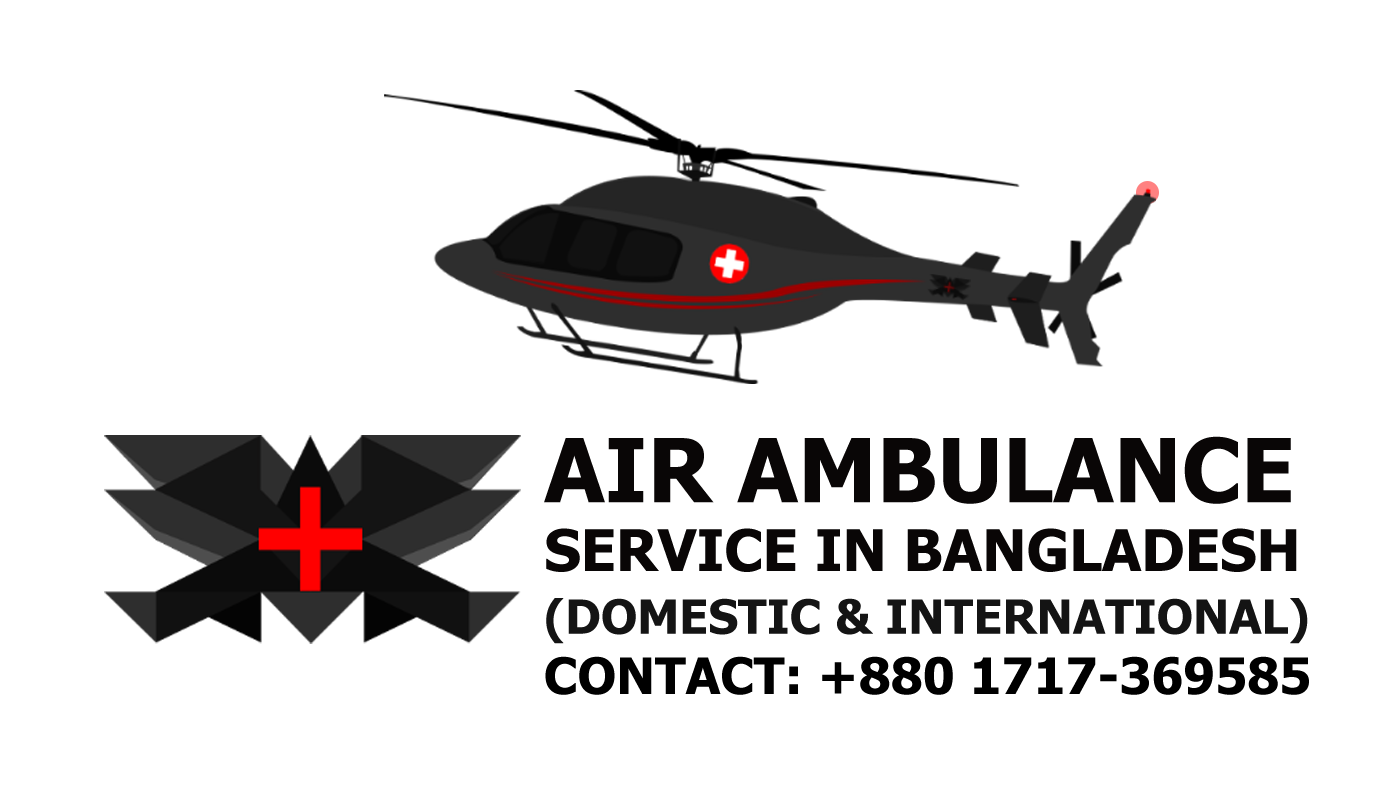 AIR AMBULANCE
SERVICE IN BANGLADESH
(DOMESTIC & INTERNATIONAL)
CONTACT: +880 1717-369585